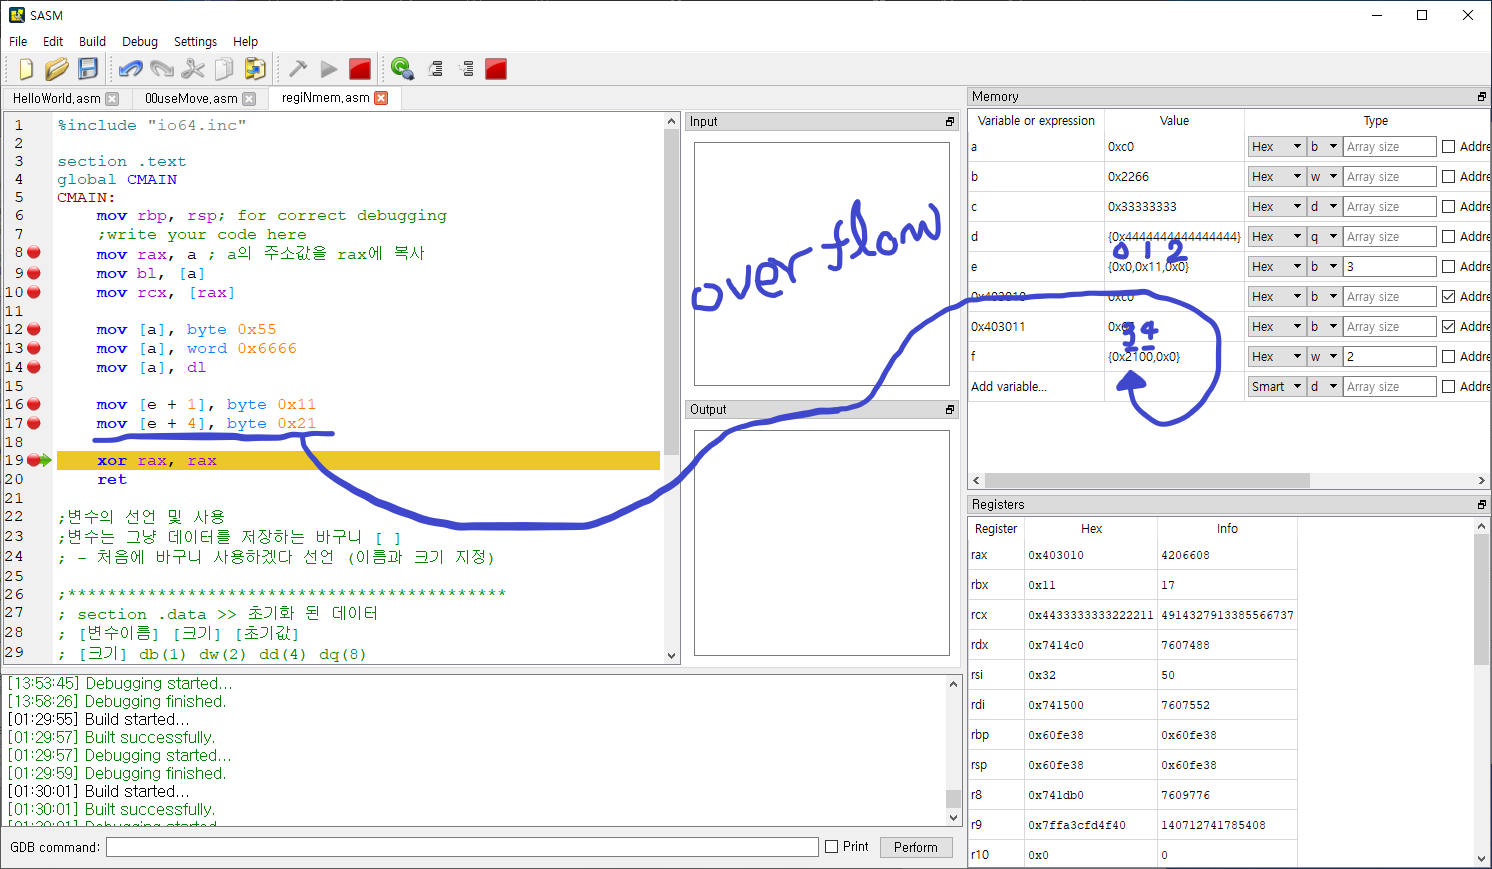 SASM
File Edit Build Debug Settings Help
HelloWorld.asm 00useMove.asm regiNmem.asm
1 %include "io64.inc"
2
3 section .text
4 global CMAIN
5 CMAIN:
6 mov rbp, rsp; for correct debugging
7 ;write your code here
8 mov rax, a ; a의 주소값을 rax에 복사
9 mov bl, [a]
10 mov rcx, [rax]
11
12 mov [a], byte 0x55
13 mov [a], word 0x6666
14 mov [a], dl
15
16 mov [e + 1], byte 0x11
17 mov [e + 4], byte 0x21
18
19 xor rax, rax
20 ret
21
22 ;변수의 선언 및 사용
23 ;변수는 그냥 데이터를 저장하는 바구니 [ ]
24 ; - 처음에 바구니 사용하겠다 선언 (이름과 크기 지정)
25
26 ;********************************************
27 ; section .data >> 초기화 된 데이터
28 ; [변수이름] [크기] [초기값]
29 ; [크기] db(1) dw(2) dd(4) dq(8)
Input
overflow
Output
Memory
Variable or expression Value Type
a 0xc0 Hex b Array size Addre
b 0x2266 Hex w Array size Addre
c 0x33333333 Hex d Array size Addre
d {0x4444444444444444} Hex q Array size Addre
0 1 2
e {0x0,0x11,0x0} Hex b 3 Addre
0x403010 0xc0 Hex b Array size Addre
0x403011 Hex b Array size Addre
3 4
f {0x2100,0x0} Hex w 2 Addre
Add variable... Smart d Array size Addre
Registers
Register Hex Info
rax 0x403010 4206608
rbx 0x11 17
rcx 0x4433333333222211 4914327913385566737
rdx 0x7414c0 7607488
rsi 0x32 50
rdi 0x741500 7607552
rbp 0x60fe38 0x60fe38
rsp 0x60fe38 0x60fe38
r8 0x741db0 7609776
r9 0x7ffa3cfd4f40 140712741785408
r10 0x0 0
[13:53:45] Debugging started...
[13:58:26] Debugging finished.
[01:29:55] Build started...
[01:29:57] Built successfully.
[01:29:57] Debugging started...
[01:29:59] Debugging finished.
[01:30:01] Build started...
[01:30:01] Built successfully.
GDB command: Print Perform